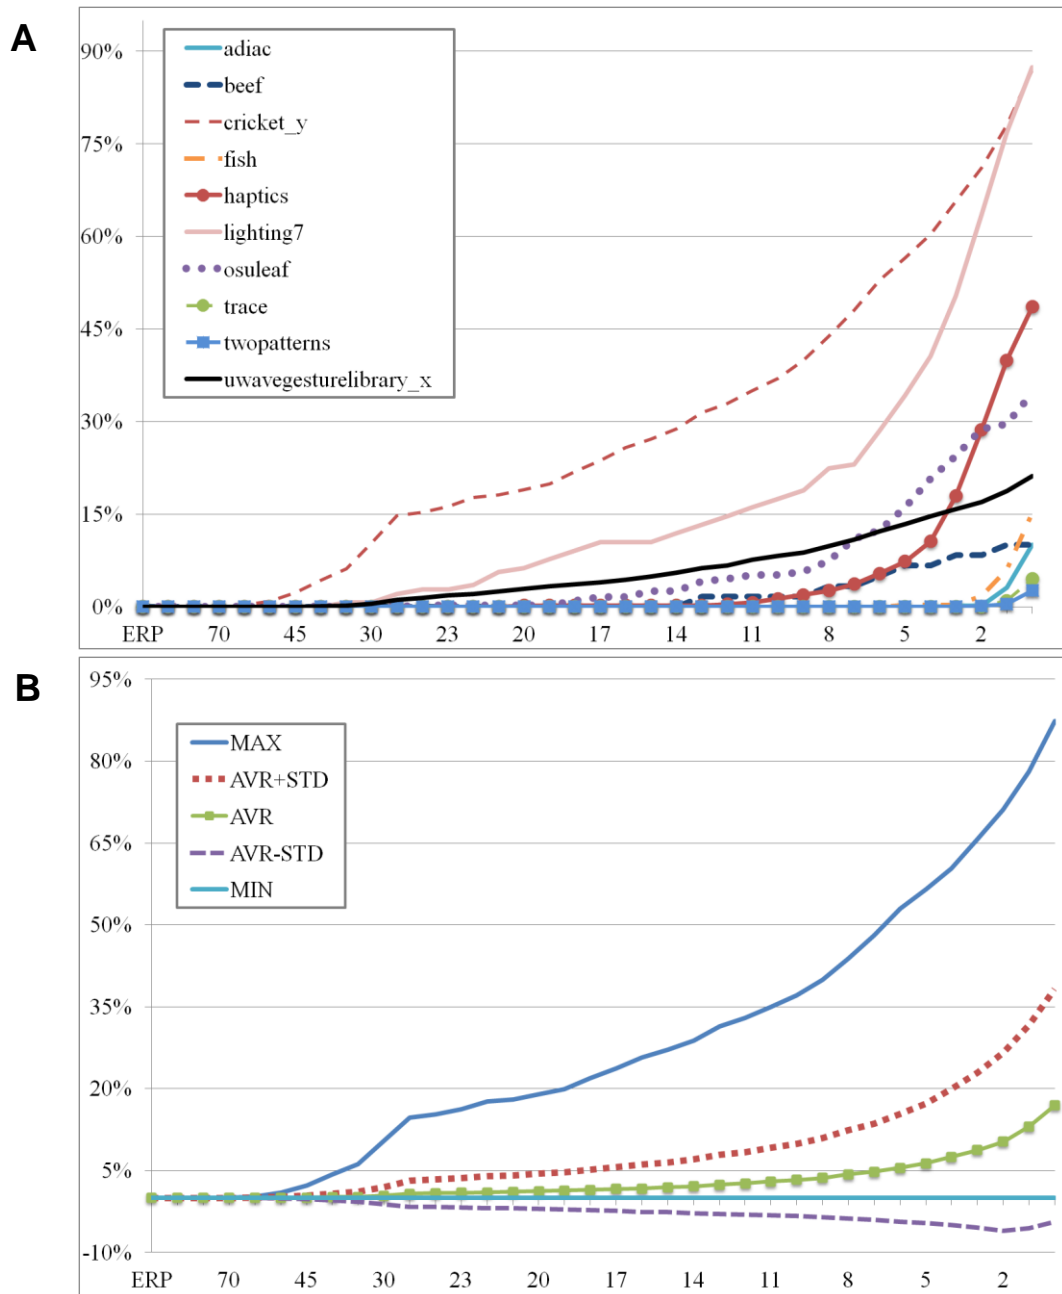 A
90%
75%
60%
45%
30%
15%
0%
adiac
beef
cricket_y
fish
haptics
lighting7
osuleaf
trace
twopatterns
uwavegesturelibrary_x
ERP 70 45 30 23 20 17 14 11 8 5 2
B
95%
80%
65%
50%
35%
20%
5%
-10%
MAX
AVR+STD
AVR
AVR-STD
MIN
ERP 70 45 30 23 20 17 14 11 8 5 2